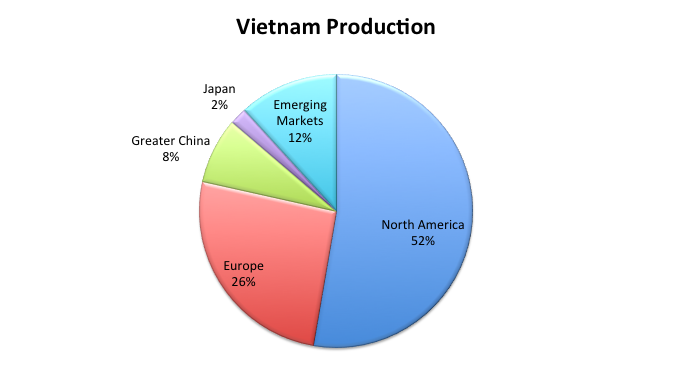 Vietnam Production
Japan
2%
Emerging
Markets
12%
Greater China
8%
North America
52%
Europe
26%